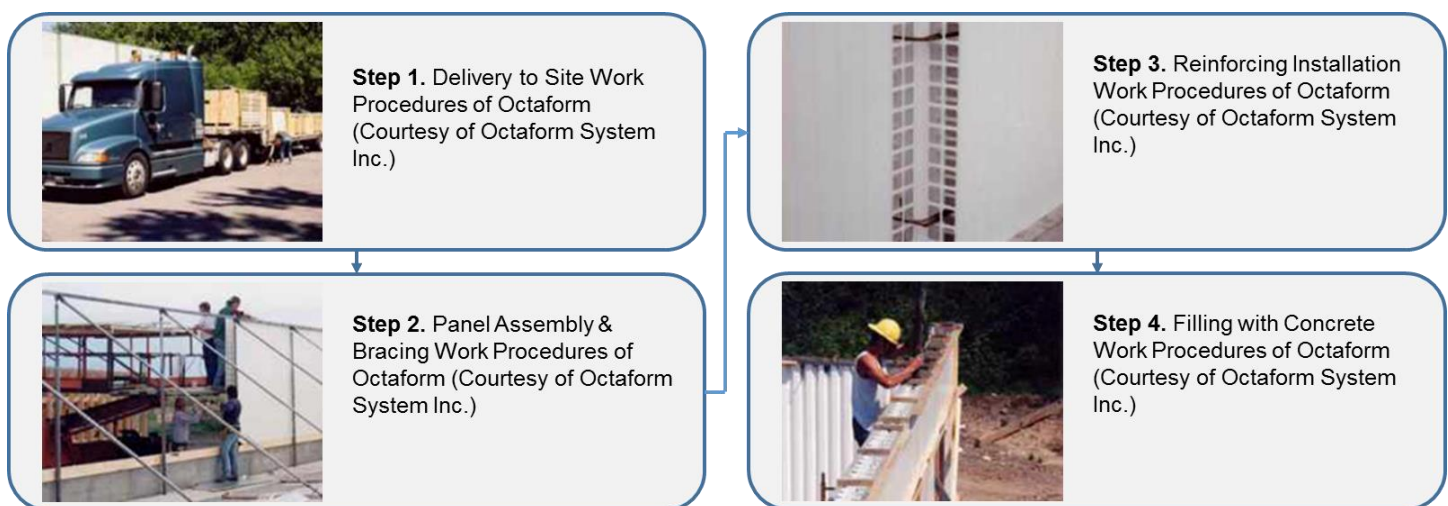 Step 1. Delivery to Site Work
Procedures of Octaform
(Courtesy of Octaform System
Inc.)
Step 2. Panel Assembly &
Bracing Work Procedures of
Octaform (Courtesy of Octaform
System Inc.)
Step 3. Reinforcing Installation
Work Procedures of Octaform
(Courtesy of Octaform System
Inc.)
Step 4. Filling with Concrete
Work Procedures of Octaform
(Courtesy of Octaform System
Inc.)